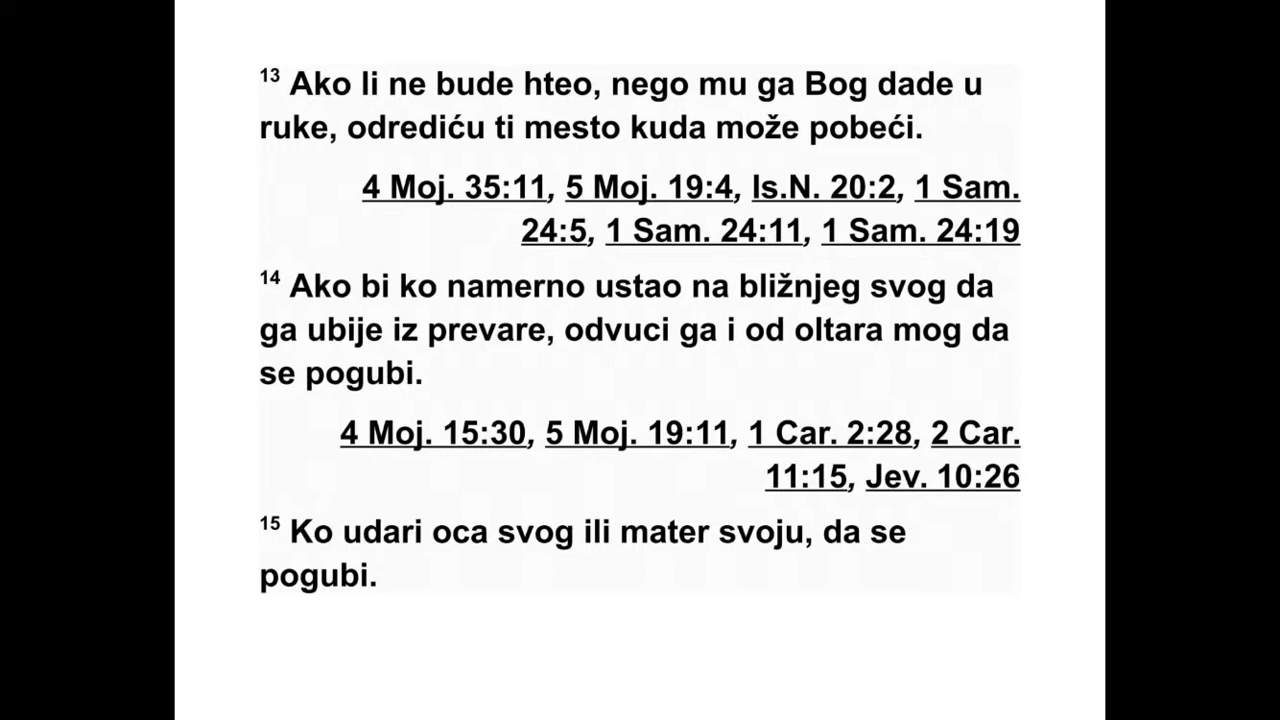 13 Ako li ne bude hteo, nego mu ga Bog dade u
ruke, odrediću ti mesto kuda može pobeći.
4 Moj. 35:11, 5 Moj. 19:4, Is.N. 20:2, 1 Sam.
24:5, 1 Sam. 24:11, 1 Sam. 24:19
14 Ako bi ko namerno ustao na bližnjeg svog da
ga ubije iz prevare, odvuci ga i od oltara mog da
se pogubi.
4 Moj. 15:30, 5 Moj. 19:11, 1 Car. 2:28, 2 Car.
11:15, Jev. 10:26
15 Ko udari oca svog ili mater svoju, da se
pogubi.